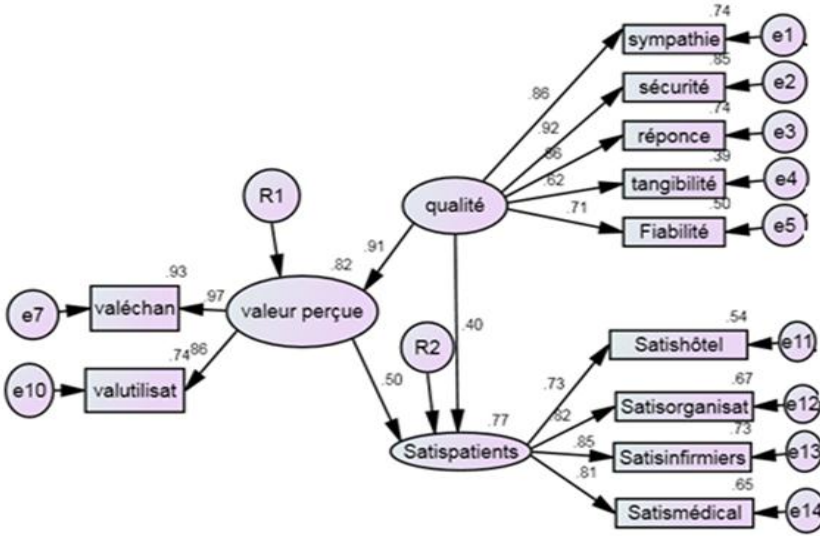 .74
sympathie
e1
.85
sécurité
e2
.86
.74
réponce
e3
.92
.86
.39
tangibilité
e4
.62
.50
Fiabilité
e5
.71
R1
qualité
.91
.82
.93
valéchan
.97
valeur perçue
e7
.40
R2
.54
Satishôtel
e11
.74
.86
valutilisat
e10
.50
.73
.67
Satisorganisat
e12
.82
.77
Satispatients
.73
Satisinfirmiers
e13
.85
.81
.65
Satismédical
e14